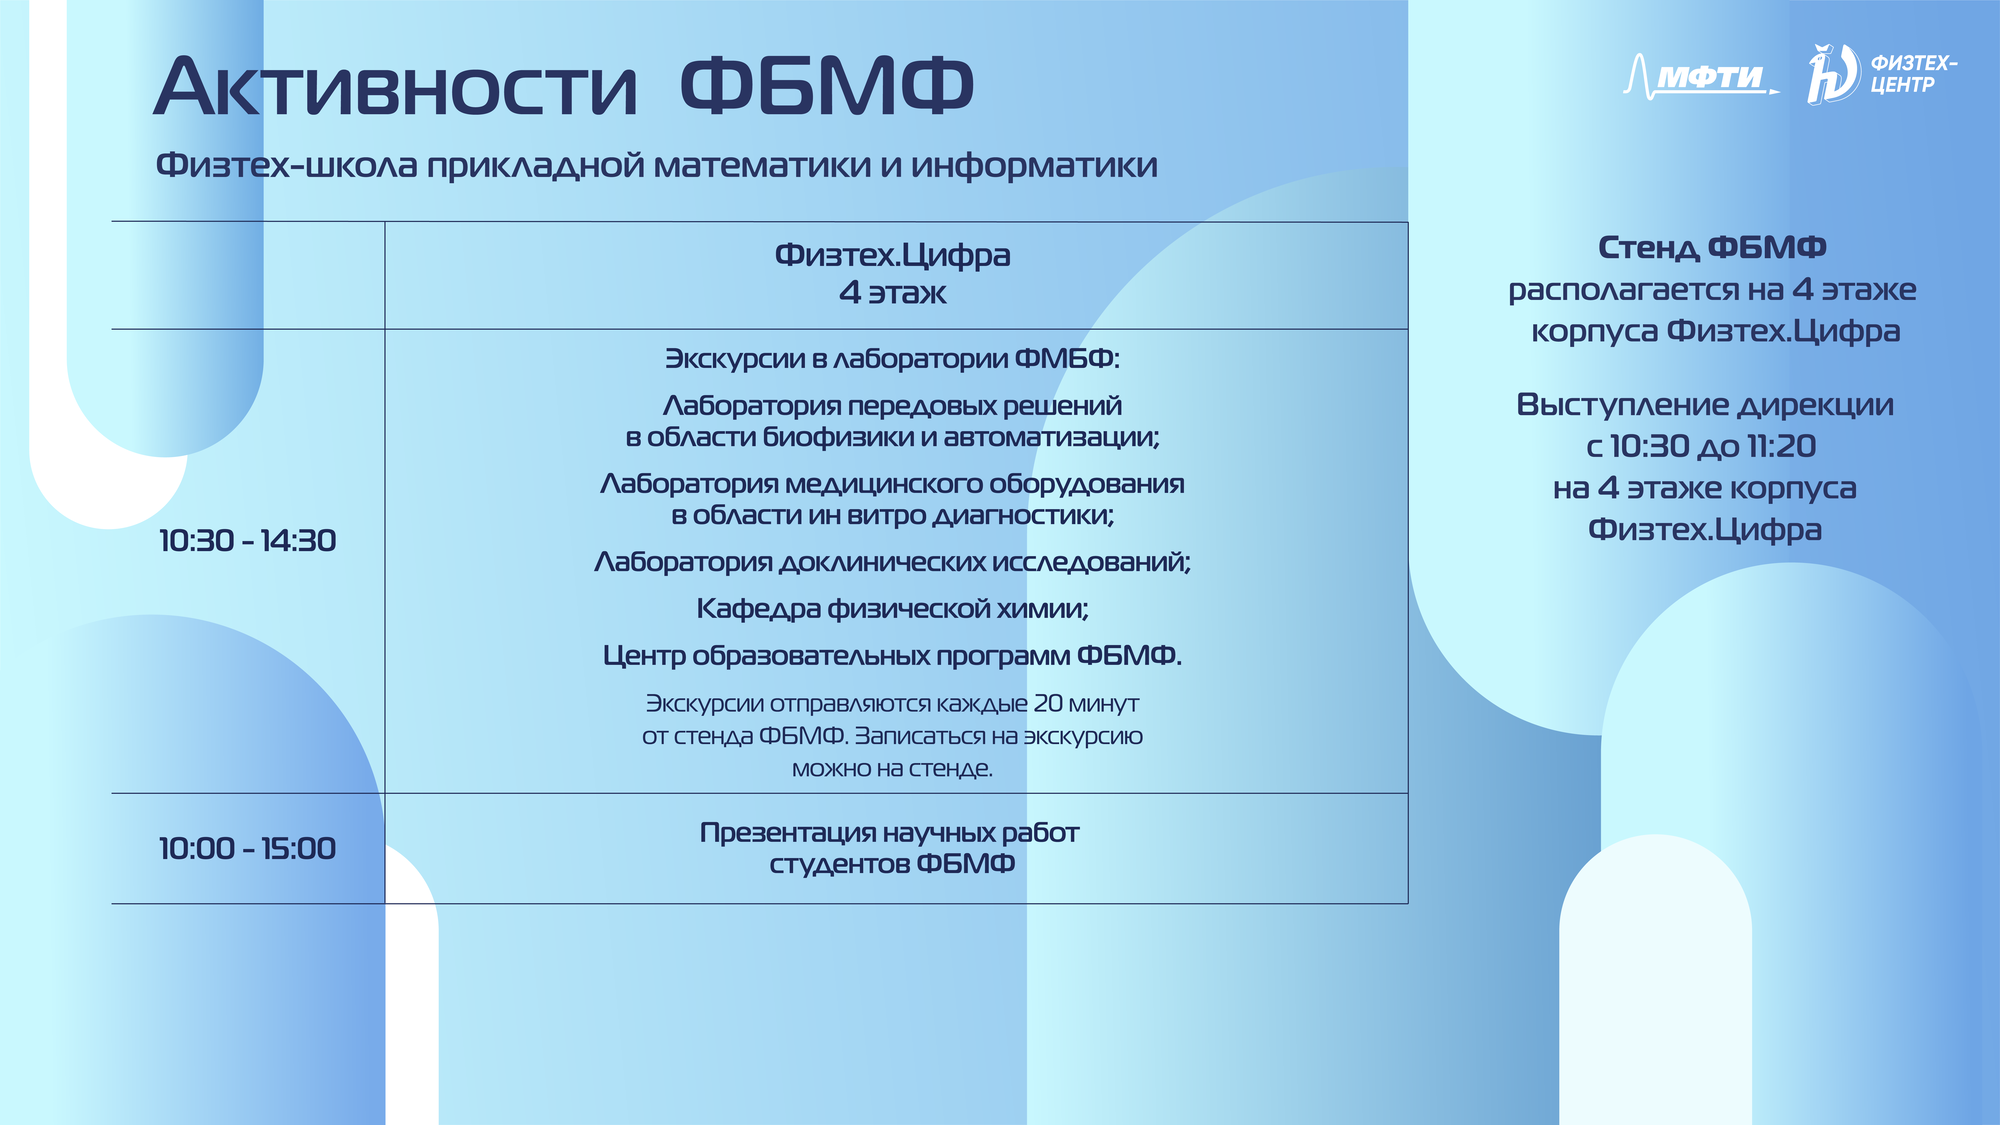 Активности ФБМФ
Физтех-школа прикладной математики и информатики
МФТИ
ФИЗТЕХ-
ЦЕНТР
Физтех.Цифра
4 этаж
10:30 - 14:30
Экскурсии в лаборатории ФМБФ:
Лаборатория передовых решений
в области биофизики и автоматизации;
Лаборатория медицинского оборудования
в области ин витро диагностики;
Лаборатория доклинических исследований;
Кафедра физической химии;
Центр образовательных программ ФБМФ.
Экскурсии отправляются каждые 20 минут
от стенда ФБМФ. Записаться на экскурсию
можно на стенде.
10:00 - 15:00
Презентация научных работ
студентов ФБМФ
Стенд ФБМФ
располагается на 4 этаже
корпуса Физтех.Цифра
Выступление дирекции
с 10:30 до 11:20
на 4 этаже корпуса
Физтех.Цифра